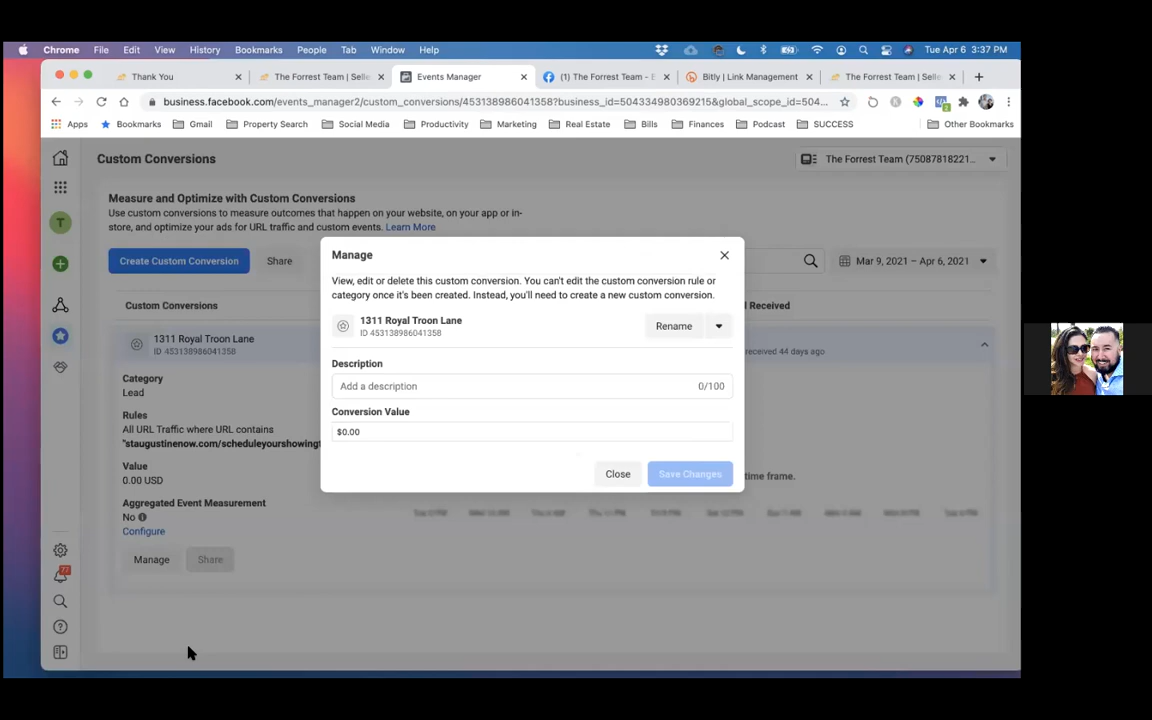 Chrome File Edit View History Bookmarks People Tab Window Help Tue Apr 6 3:37 PM
Thank You
The Forrest Team | Selle
Events Manager
(1) The Forrest Team - E
Bitly | Link Management
The Forrest Team | Selle
business.facebook.com/events_manager2/custom_conversions/453138986041358?business_id=504334980369215&global_scope_id=504...
Apps Bookmarks Gmail Property Search Social Media Productivity Marketing Real Estate Bills Finances Podcast SUCCESS Other Bookmarks
Custom Conversions
The Forrest Team (75087818221...
T
Measure and Optimize with Custom Conversions
Use custom conversions to measure outcomes that happen on your website, on your app or in-
store, and optimize your ads for URL traffic and custom events. Learn More
Create Custom Conversion
Share
Mar 9, 2021 – Apr 6, 2021
Custom Conversions
Received
1311 Royal Troon Lane
ID 453138986041358
received 44 days ago
Category
Lead
Rules
All URL Traffic where URL contains
"staugustinenow.com/scheduleyourshowingt
Value
0.00 USD
time frame.
Aggregated Event Measurement
No
Configure
Manage
Share
77
Manage
View, edit or delete this custom conversion. You can't edit the custom conversion rule or
category once it's been created. Instead, you'll need to create a new custom conversion.
1311 Royal Troon Lane
ID 453138986041358
Rename
Description
Add a description
0/100
Conversion Value
$0.00
Close
Save Changes